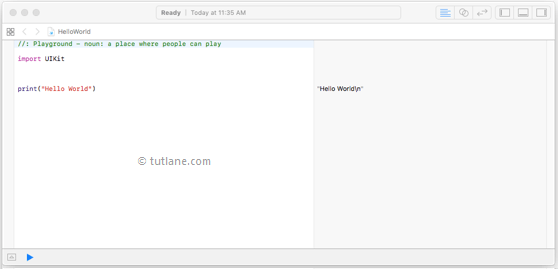 Ready | Today at 11:35 AM
HelloWorld
//: Playground - noun: a place where people can play
import UIKit
print("Hello World")
"Hello World\n"
© tutlane.com